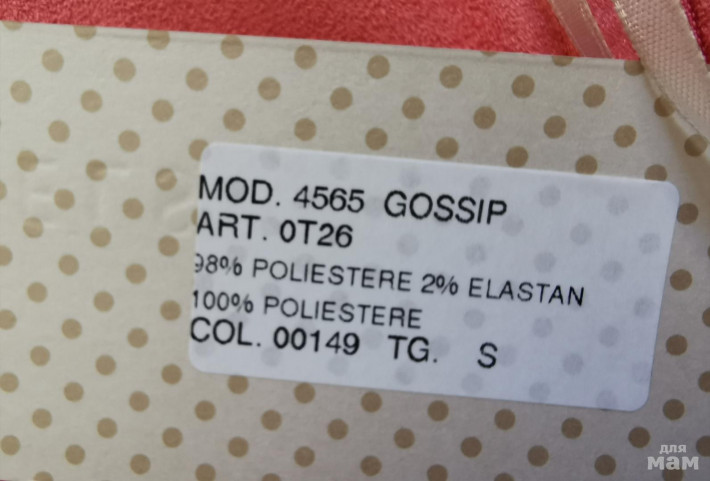 MOD. 4565 GOSSIP
ART. 0T26
98% POLIESTERE 2% ELASTAN
100% POLIESTERE
COL. 00149 TG. S
для
мам